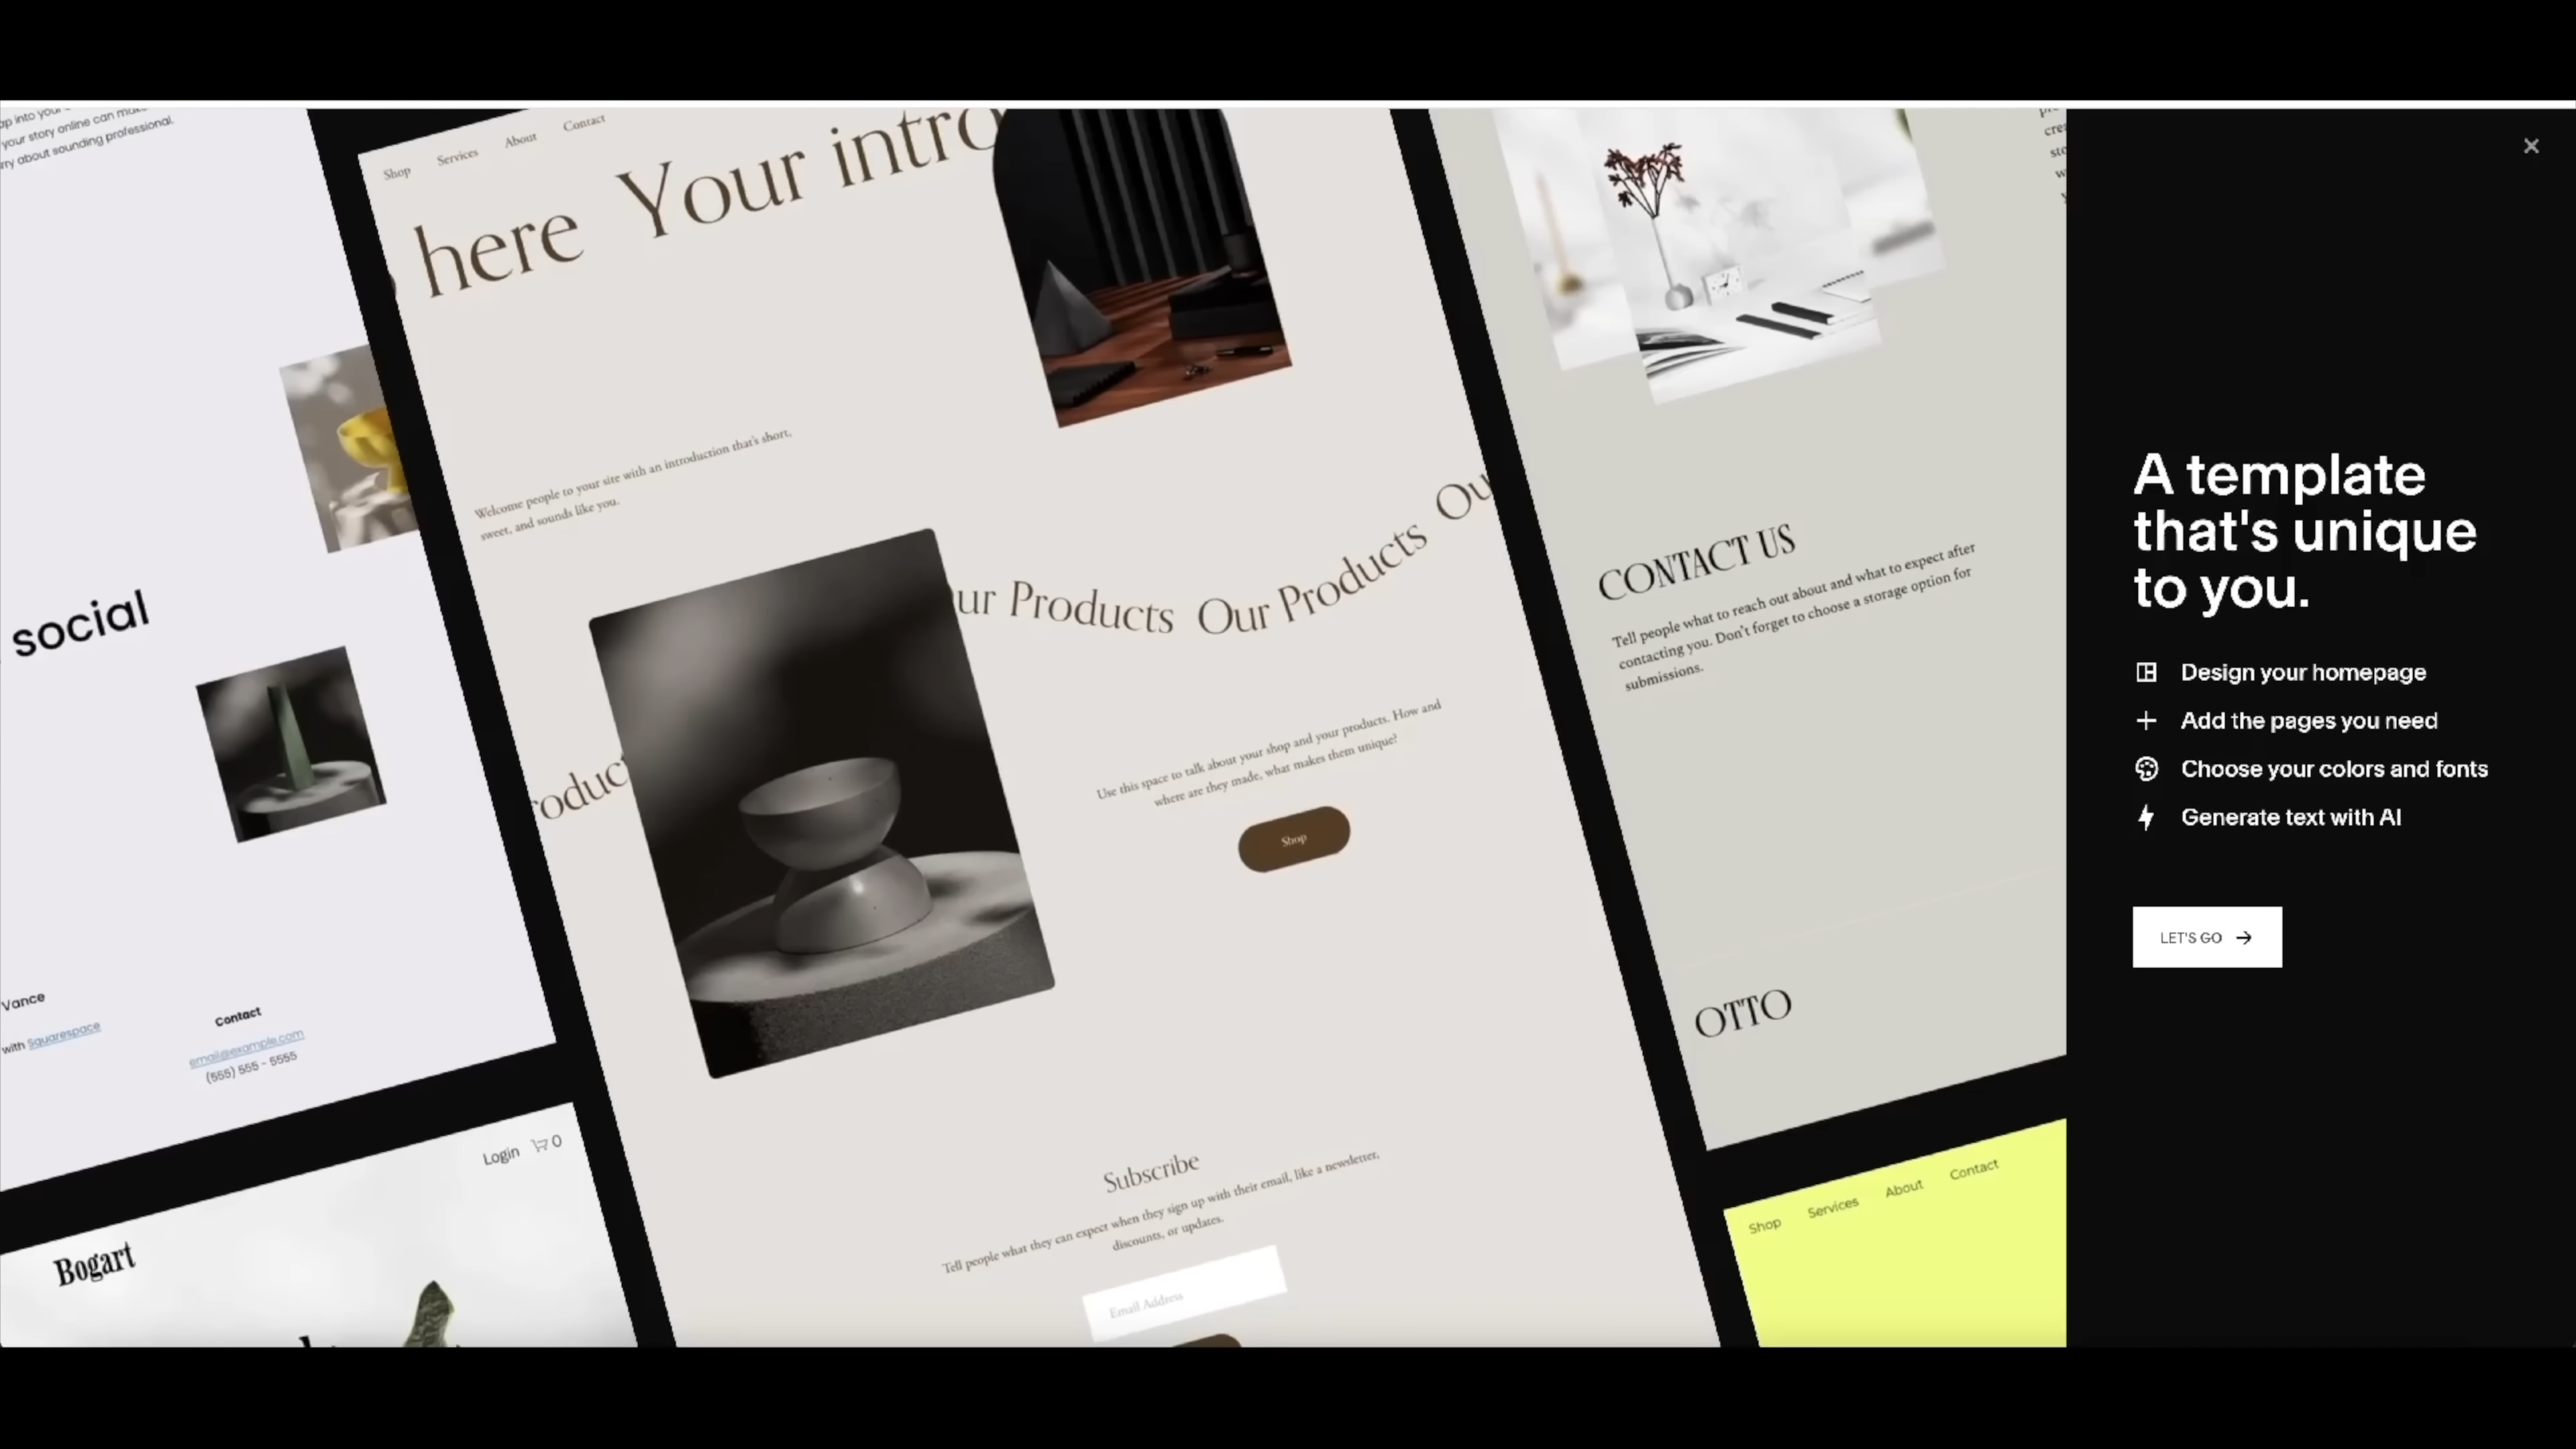 your story online can
rry about sounding professional.
social
Vance
with Squarespace
Contact
email@example.com
(555) 555 - 5555
Login 0
Bogart
Shop Services About Contact
here Your intro
Welcome people to your site with an introduction that's short,
sweet, and sounds like you.
ur Products Our Products Ou
roduct
Use this space to talk about your shop and your products. How and
where are they made, what makes them unique?
Shop
Subscribe
Tell people what they can expect when they sign up with their email, like a newsletter,
discounts, or updates.
Email Address
CONTACT US
Tell people what to reach out about and what to expect after
contacting you. Don't forget to choose a storage option for
submissions.
OTTO
Shop Services About Contact
A template
that's unique
to you.
Design your homepage
Add the pages you need
Choose your colors and fonts
Generate text with AI
LET'S GO